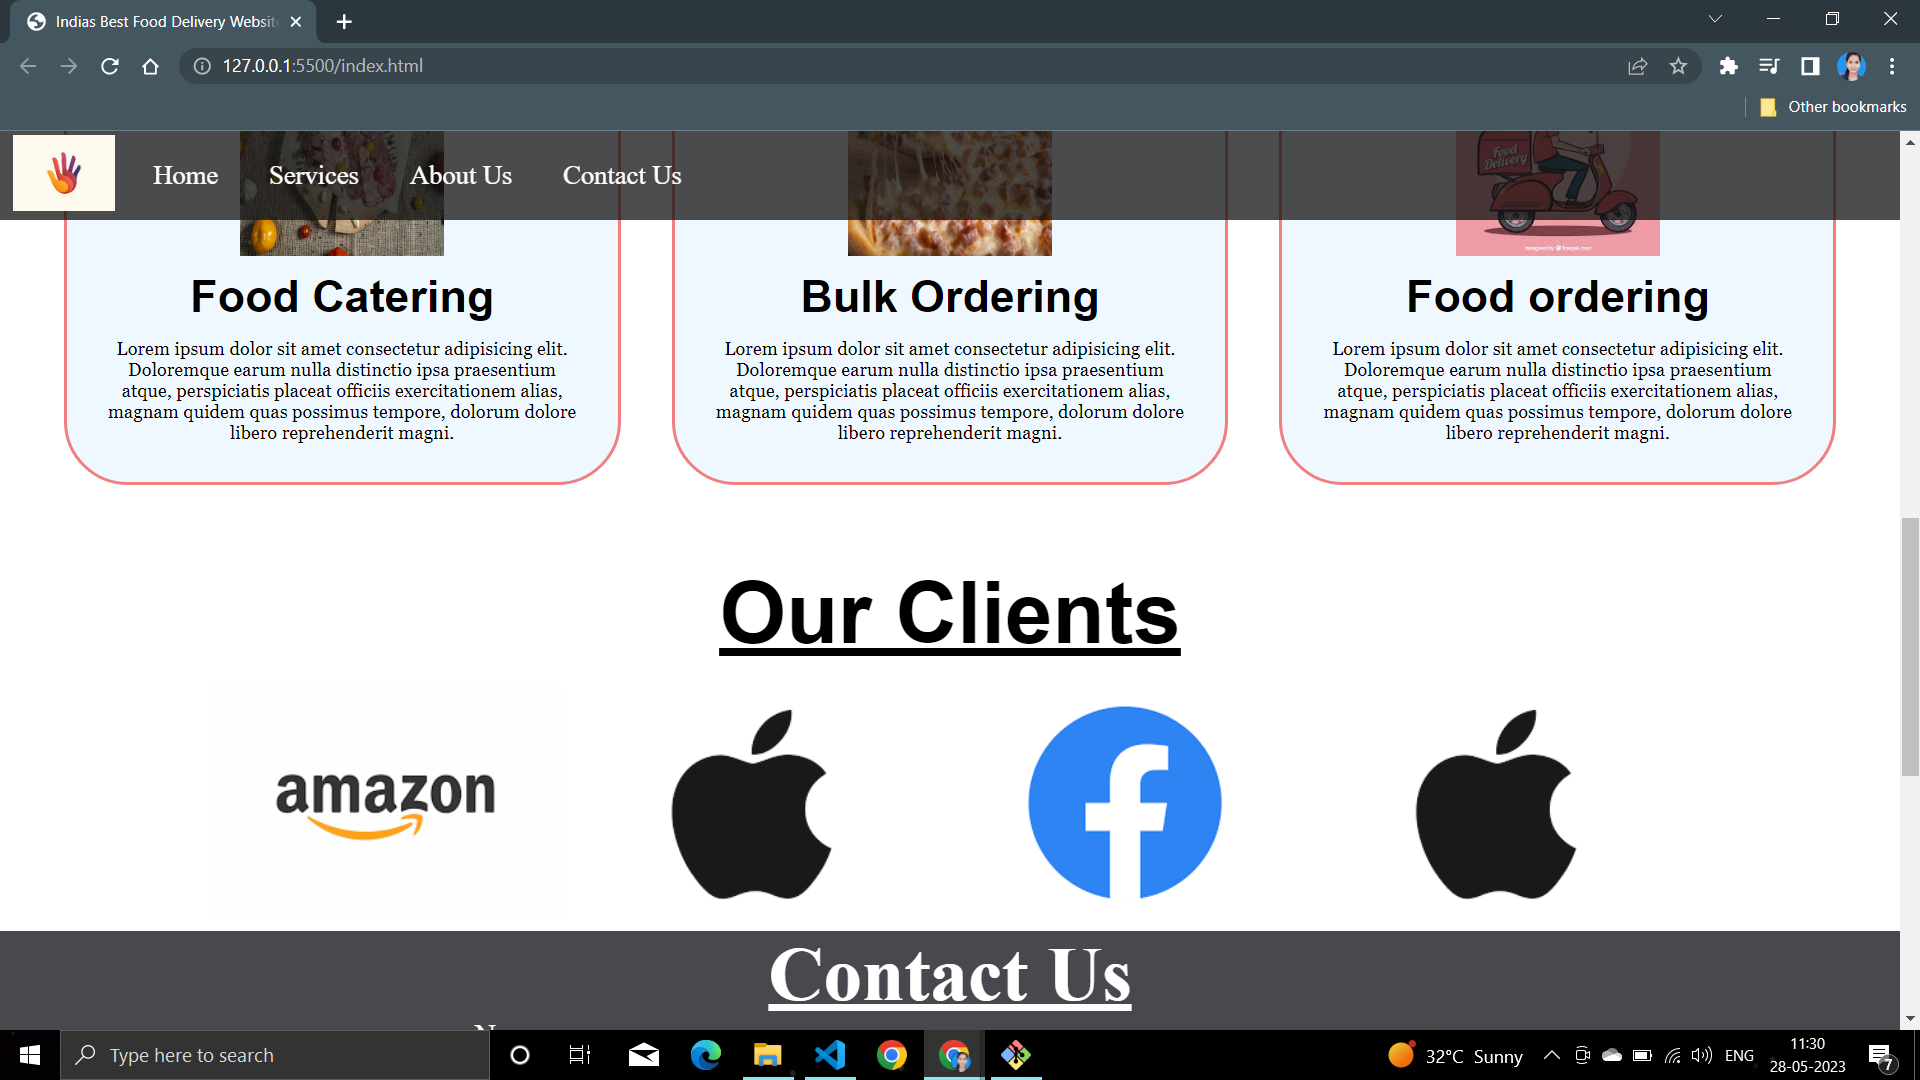 Indias Best Food Delivery Websit
127.0.0.1:5500/index.html
Other bookmarks
Home
Services
About Us
Contact Us
Food Delivery
designed by freepik.com
Food Catering
Lorem ipsum dolor sit amet consectetur adipisicing elit.
Doloremque earum nulla distinctio ipsa praesentium
atque, perspiciatis placeat officiis exercitationem alias,
magnam quidem quas possimus tempore, dolorum dolore
libero reprehenderit magni.
Bulk Ordering
Lorem ipsum dolor sit amet consectetur adipisicing elit.
Doloremque earum nulla distinctio ipsa praesentium
atque, perspiciatis placeat officiis exercitationem alias,
magnam quidem quas possimus tempore, dolorum dolore
libero reprehenderit magni.
Food ordering
Lorem ipsum dolor sit amet consectetur adipisicing elit.
Doloremque earum nulla distinctio ipsa praesentium
atque, perspiciatis placeat officiis exercitationem alias,
magnam quidem quas possimus tempore, dolorum dolore
libero reprehenderit magni.
Our Clients
amazon
Contact Us
Type here to search
32°C Sunny
ENG
11:30
28-05-2023
7